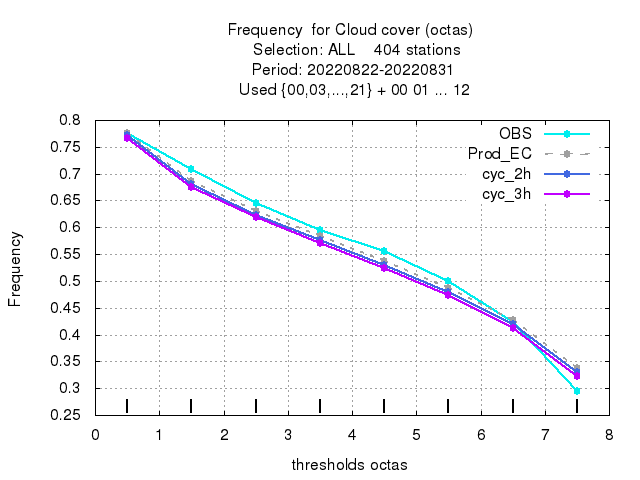 Frequency  for Cloud cover (octas)
Selection: ALL    404 stations
Period: 20220822-20220831
Used {00,03,...,21} + 00 01 ... 12
OBS
Prod_EC
cyc_2h
cyc_3h
0.8
0.75
0.7
0.65
0.6
0.55
0.5
0.45
0.4
0.35
0.3
0.25
Frequency
0 1 2 3 4 5 6 7 8
thresholds octas